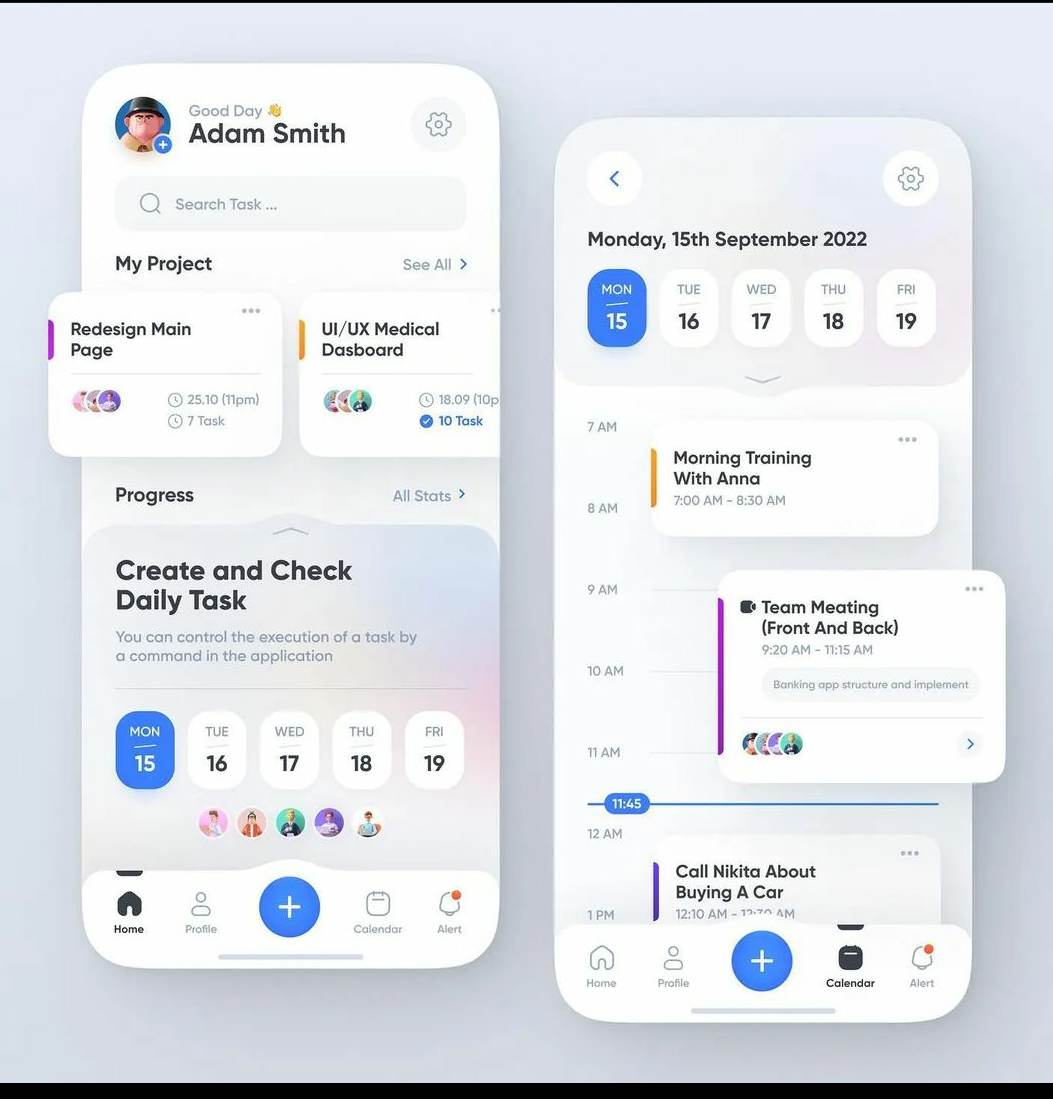 Good Day 👋
Adam Smith
Search Task ...
My Project
See All
Redesign Main
Page
25.10 (11pm)
7 Task
UI/UX Medical
Dasboard
18.09 (10p
10 Task
Progress
All Stats
Create and Check
Daily Task
You can control the execution of a task by
a command in the application
MON TUE WED THU FRI
15 16 17 18 19
Home Profile Calendar Alert
Monday, 15th September 2022
MON TUE WED THU FRI
15 16 17 18 19
7 AM
Morning Training
With Anna
7:00 AM - 8:30 AM
8 AM
9 AM
Team Meating
(Front And Back)
9:20 AM - 11:15 AM
10 AM
Banking app structure and implement
11 AM
11:45
12 AM
Call Nikita About
Buying A Car
12:10 AM - 12:30 AM
1 PM
Home Profile Calendar Alert